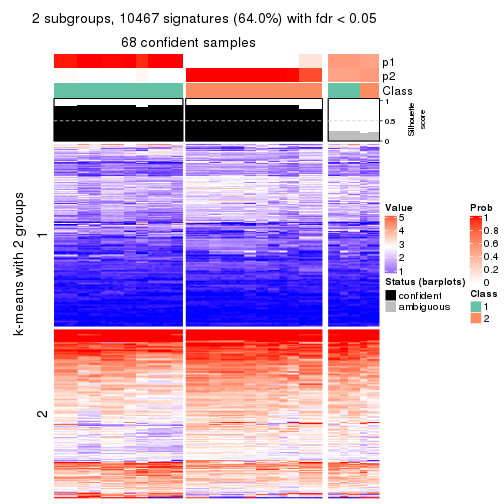 2 subgroups, 10467 signatures (64.0%) with fdr < 0.05
68 confident samples
p1
p2
Class
1
0.5
0
Silhouette
score
k-means with 2 groups
1
2
Value
5
4
3
2
1
Status (barplots)
confident
ambiguous
Prob
1
0.8
0.6
0.4
0.2
0
Class
1
2